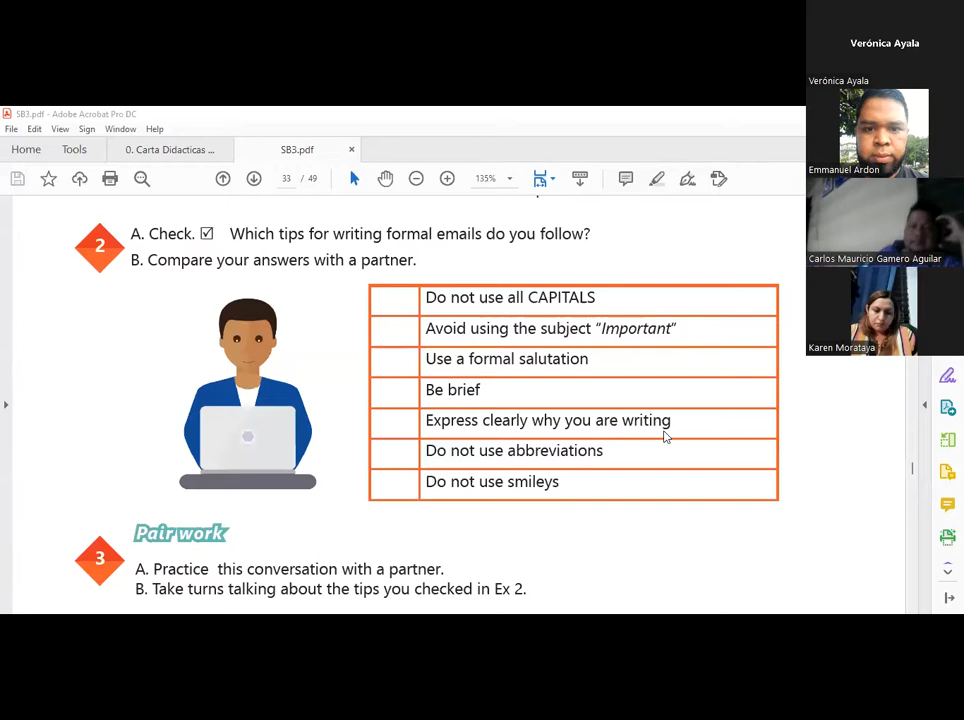 Verónica Ayala
Verónica Ayala
SB3.pdf - Adobe Acrobat Pro DC
File Edit View Sign Window Help
Home Tools 0. Carta Didacticas ... SB3.pdf ×
33 / 49 135%
Emmanuel Ardon
2 A. Check. ☑ Which tips for writing formal emails do you follow?
B. Compare your answers with a partner.
Carlos Mauricio Gamero Aguilar
Do not use all CAPITALS
Avoid using the subject “Important”
Karen Morataya
Use a formal salutation
Be brief
Express clearly why you are writing
Do not use abbreviations
Do not use smileys
Pair work
3 A. Practice this conversation with a partner.
B. Take turns talking about the tips you checked in Ex 2.